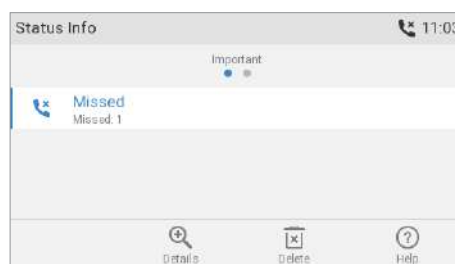 Status Info 11:03
Important
Missed
Missed: 1
Details Delete Help